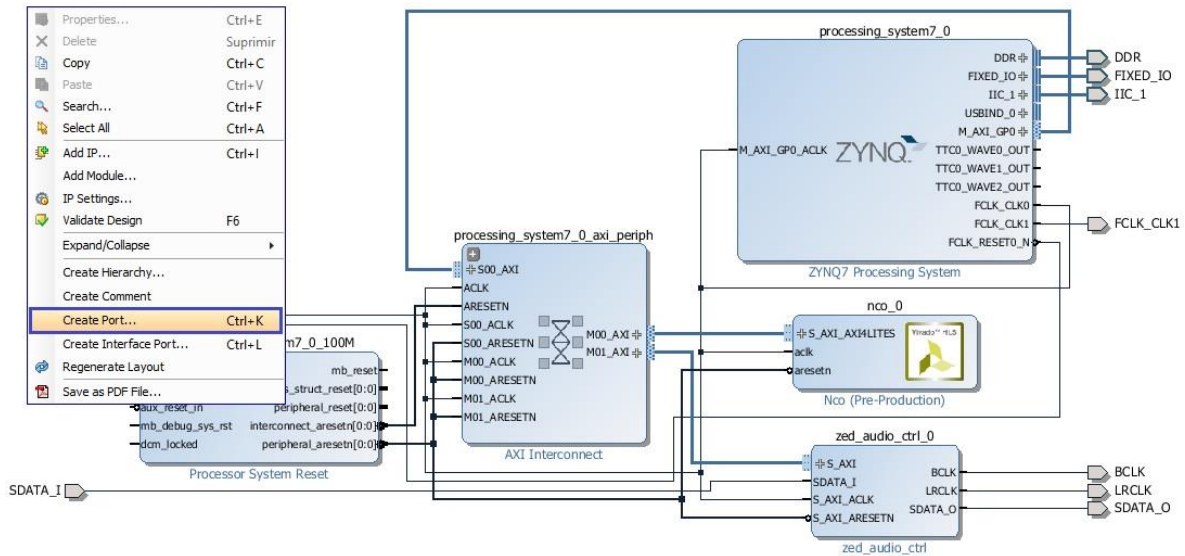 Properties... Ctrl+E
Delete Suprimir
Copy Ctrl+C
Paste Ctrl+V
Search... Ctrl+F
Select All Ctrl+A
Add IP... Ctrl+I
Add Module...
IP Settings...
Validate Design F6
Expand/Collapse
Create Hierarchy...
Create Comment
Create Port... Ctrl+K
Create Interface Port... Ctrl+L
Regenerate Layout
Save as PDF File...
processing_system7_0
DDR
FIXED_IO
IIC_1
USBIND_0
M_AXI_GP0
M_AXI_GP0_ACLK
ZYNQ
TTC0_WAVE0_OUT
TTC0_WAVE1_OUT
TTC0_WAVE2_OUT
FCLK_CLK0
FCLK_CLK1
FCLK_RESET0_N
ZYNQ7 Processing System
DDR
FIXED_IO
IIC_1
FCLK_CLK1
processing_system7_0_axi_periph
S00_AXI
ACLK
ARESETN
S00_ACLK
S00_ARESETN
M00_ACLK
M00_ARESETN
M01_ACLK
M01_ARESETN
M00_AXI
M01_AXI
AXI Interconnect
nco_0
S_AXI_AXI4LITES
aclk
aresetn
Vivado™ HLS
Nco (Pre-Production)
m7_0_100M
mb_reset
s_struct_reset[0:0]
aux_reset_in peripheral_reset[0:0]
mb_debug_sys_rst interconnect_aresetn[0:0]
dcm_locked peripheral_aresetn[0:0]
Processor System Reset
zed_audio_ctrl_0
S_AXI
SDATA_I
S_AXI_ACLK
S_AXI_ARESETN
BCLK
LRCLK
SDATA_O
zed_audio_ctrl
SDATA_I
BCLK
LRCLK
SDATA_O